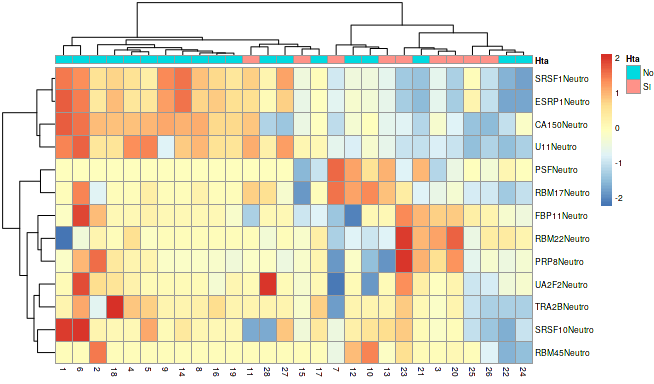 Hta
Hta
No
SI
2
1
0
-1
-2
SRSF1Neutro
ESRP1Neutro
CA150Neutro
U11Neutro
PSFNeutro
RBM17Neutro
FBP11Neutro
RBM22Neutro
PRP8Neutro
UA2F2Neutro
TRA2BNeutro
SRSF10Neutro
RBM45Neutro
1 6 2 18 4 5 9 14 8 16 19 11 28 27 15 17 7 12 10 13 23 21 3 20 25 26 22 24